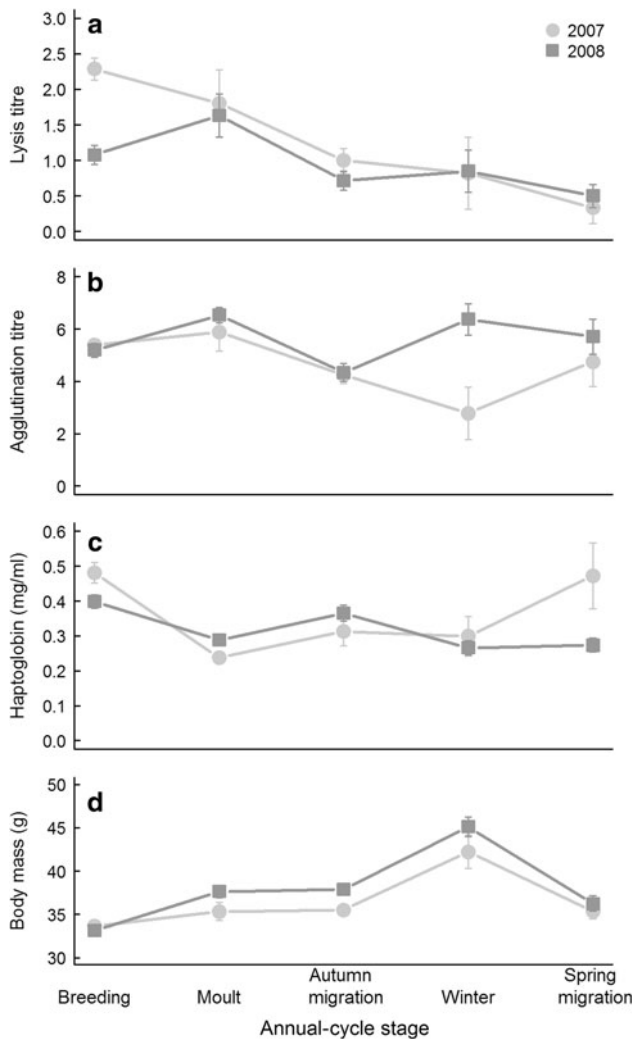 2007
2008
a
Lysis titre
3.0
2.5
2.0
1.5
1.0
0.5
0.0
b
Agglutination titre
8
6
4
2
0
c
Haptoglobin (mg/ml)
0.6
0.5
0.4
0.3
0.2
0.1
0.0
d
Body mass (g)
50
45
40
35
30
Breeding Moult Autumn migration Winter Spring migration
Annual-cycle stage